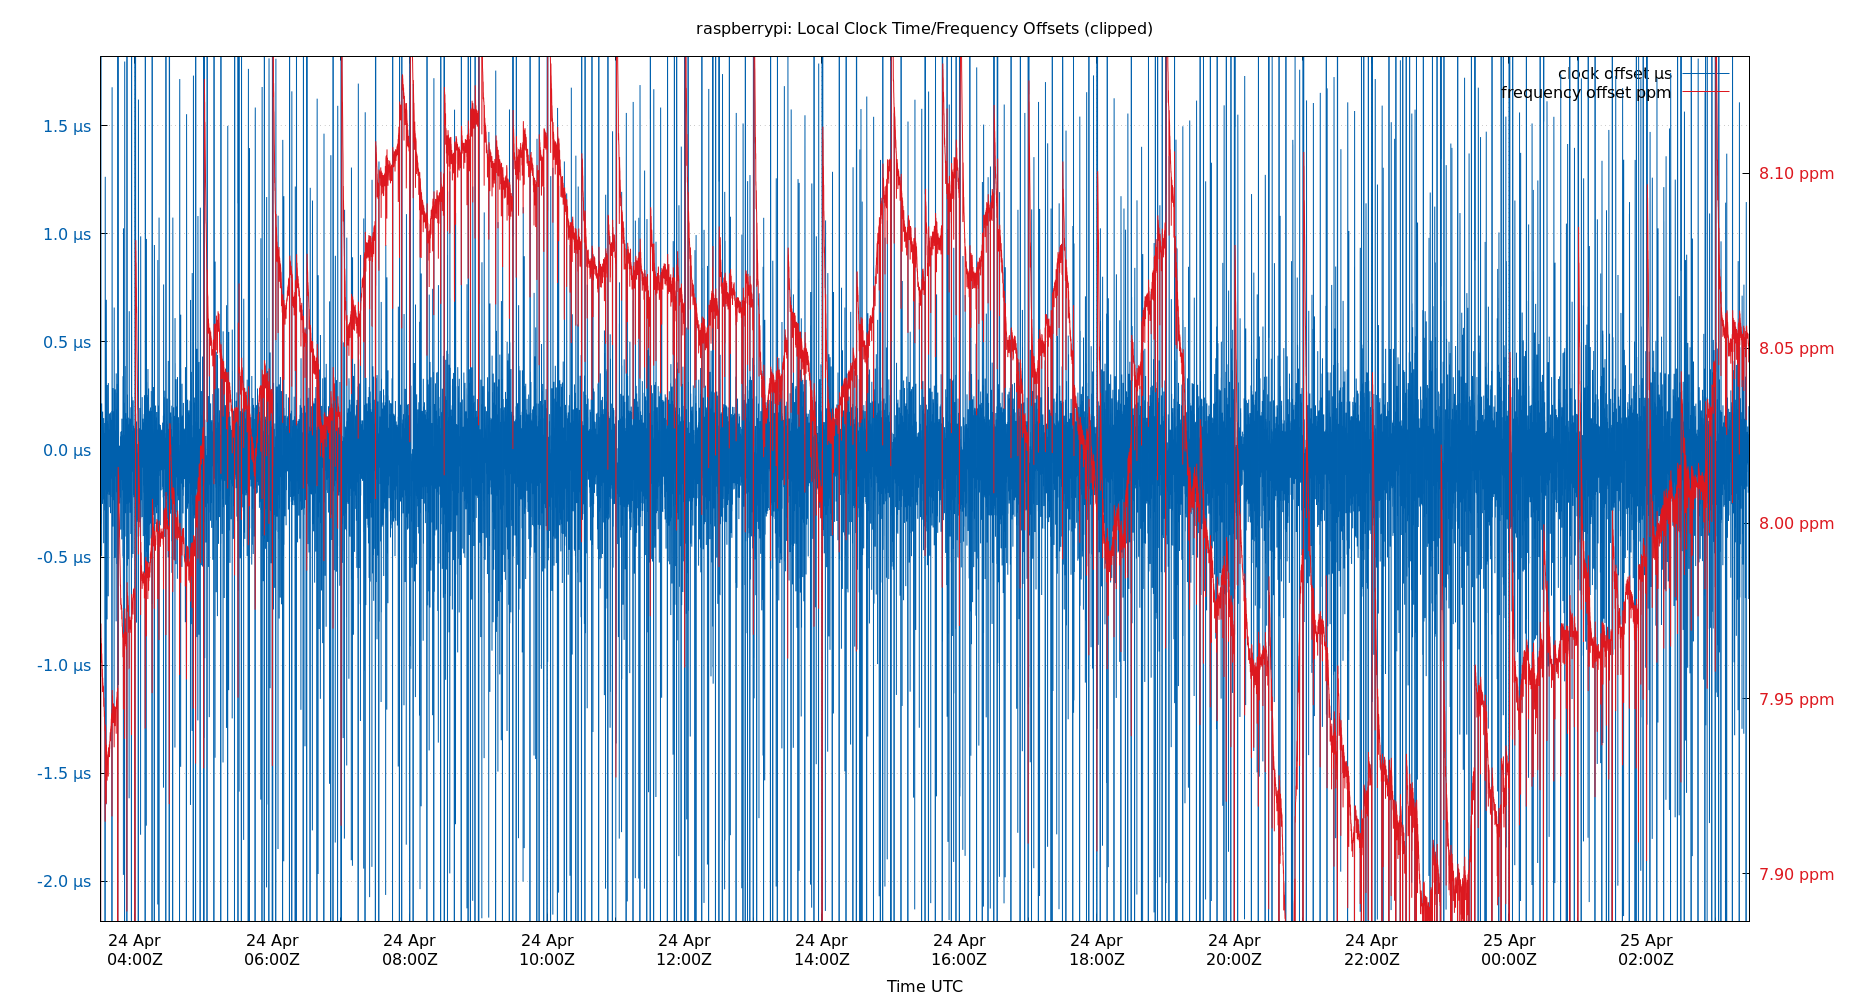 raspberrypi: Local Clock Time/Frequency Offsets (clipped)
clock offset µs
frequency offset ppm
1.5 µs
1.0 µs
0.5 µs
0.0 µs
-0.5 µs
-1.0 µs
-1.5 µs
-2.0 µs
8.10 ppm
8.05 ppm
8.00 ppm
7.95 ppm
7.90 ppm
24 Apr 24 Apr 24 Apr 24 Apr 24 Apr 24 Apr 24 Apr 24 Apr 24 Apr 24 Apr 25 Apr 25 Apr
04:00Z 06:00Z 08:00Z 10:00Z 12:00Z 14:00Z 16:00Z 18:00Z 20:00Z 22:00Z 00:00Z 02:00Z
Time UTC